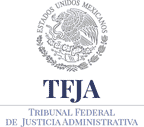 ESTADOS UNIDOS MEXICANOS
TFJA
TRIBUNAL FEDERAL
DE JUSTICIA ADMINISTRATIVA